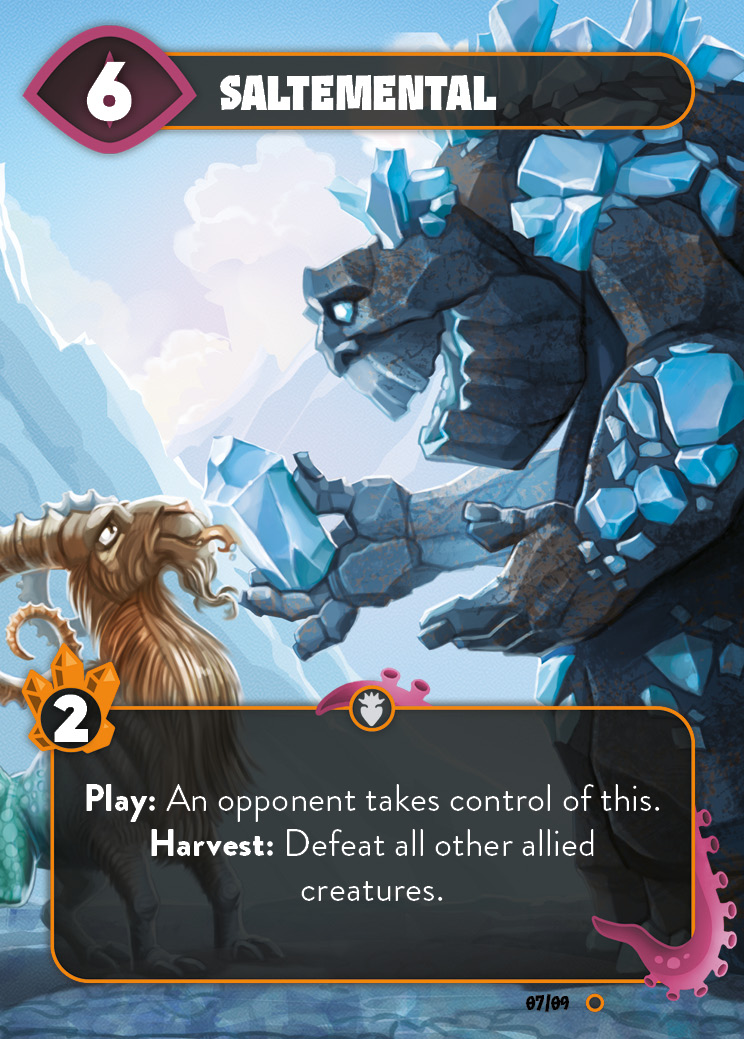 6
SALTEMENTAL
2
Play: An opponent takes control of this.
Harvest: Defeat all other allied
creatures.
07/09